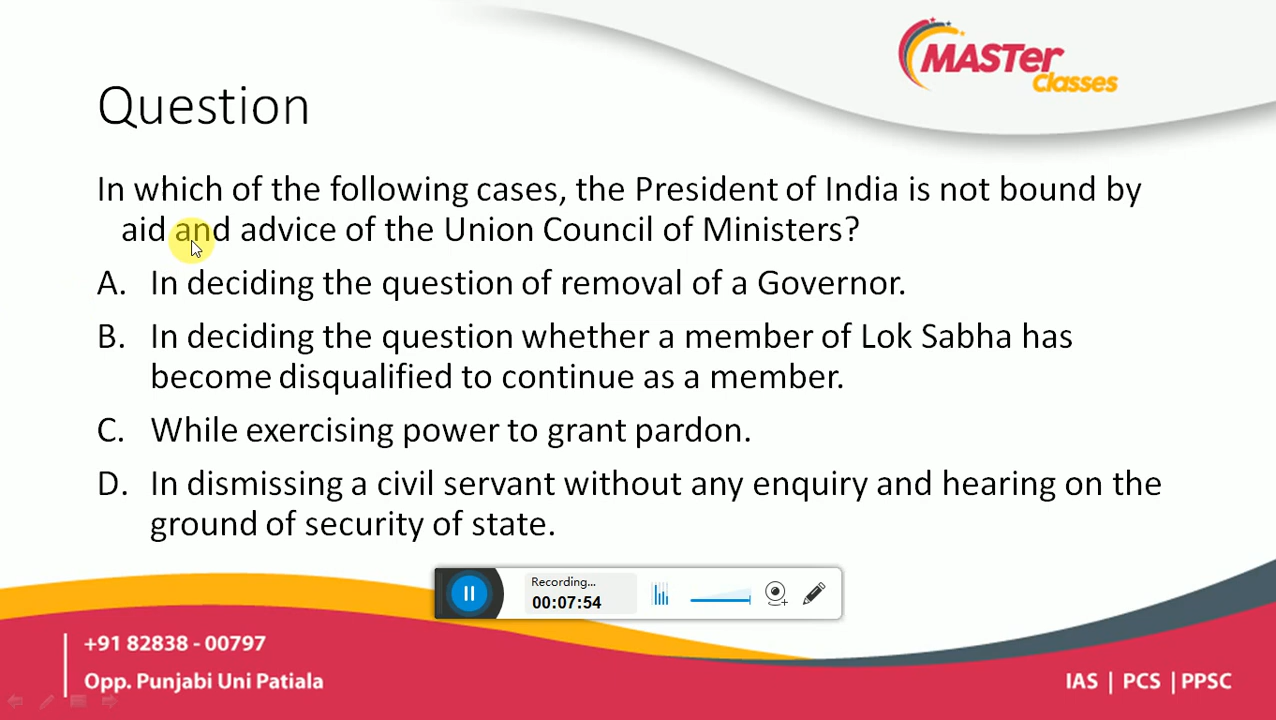 MASTer
Classes
Question
In which of the following cases, the President of India is not bound by
aid and advice of the Union Council of Ministers?
A. In deciding the question of removal of a Governor.
B. In deciding the question whether a member of Lok Sabha has
become disqualified to continue as a member.
C. While exercising power to grant pardon.
D. In dismissing a civil servant without any enquiry and hearing on the
ground of security of state.
Recording...
00:07:54
+91 82838 - 00797
Opp. Punjabi Uni Patiala
IAS | PCS | PPSC